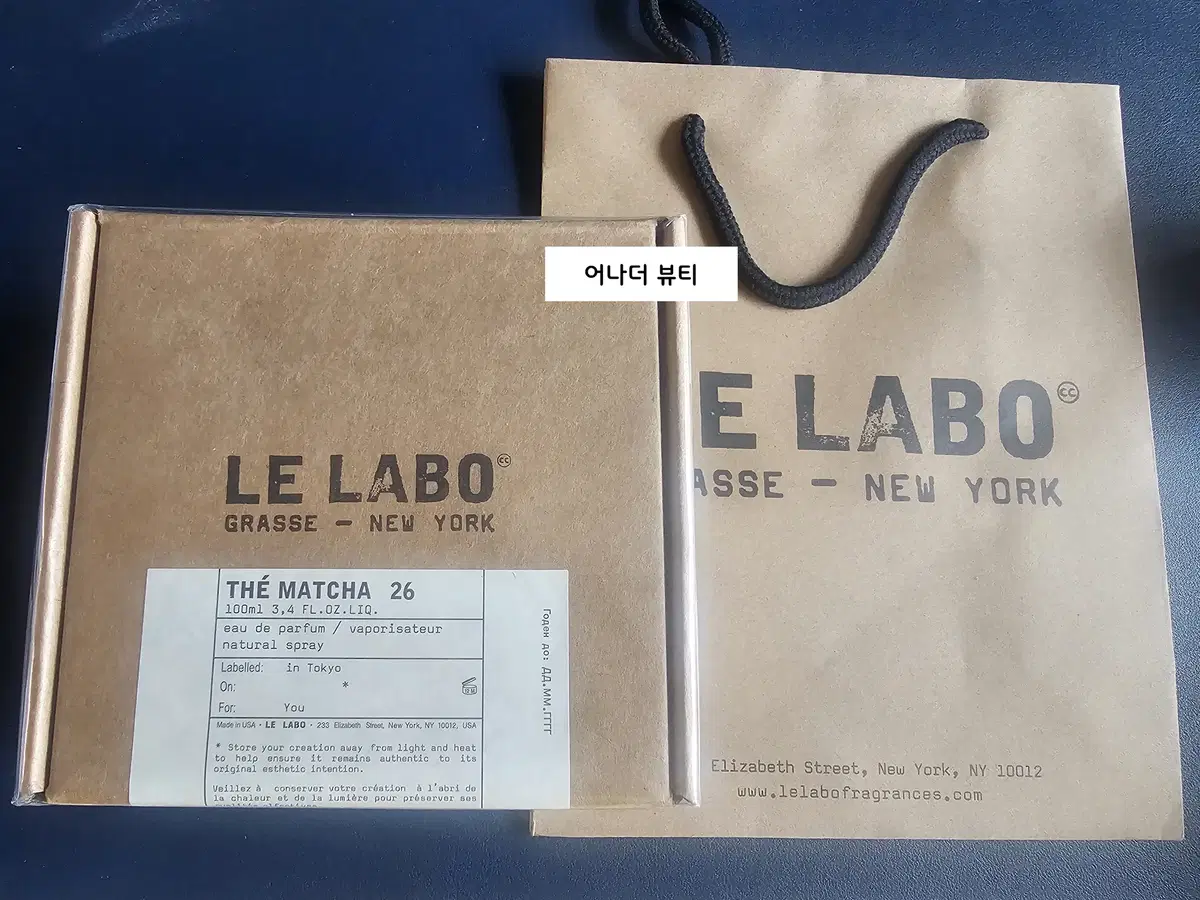 어나더 뷰티
LE LABO
GRASSE — NEW YORK
THÉ MATCHA 26
100ml 3,4 FL.OZ.LIQ.
eau de parfum / vaporisateur
natural spray
Labelled: in Tokyo
On: *
For: You
Made in USA • LE LABO • 233 Elizabeth Street, New York, NY 10012, USA
* Store your creation away from light and heat
to help ensure it remains authentic to its
original esthetic intention.
Veillez à conserver votre création à l'abri de
la chaleur et de la lumière pour préserver ses
Годен до: ДД.ММ.ГГГГ
E LABO
ASSE — NEW YORK
Elizabeth Street, New York, NY 10012
www.lelabofragrances.com